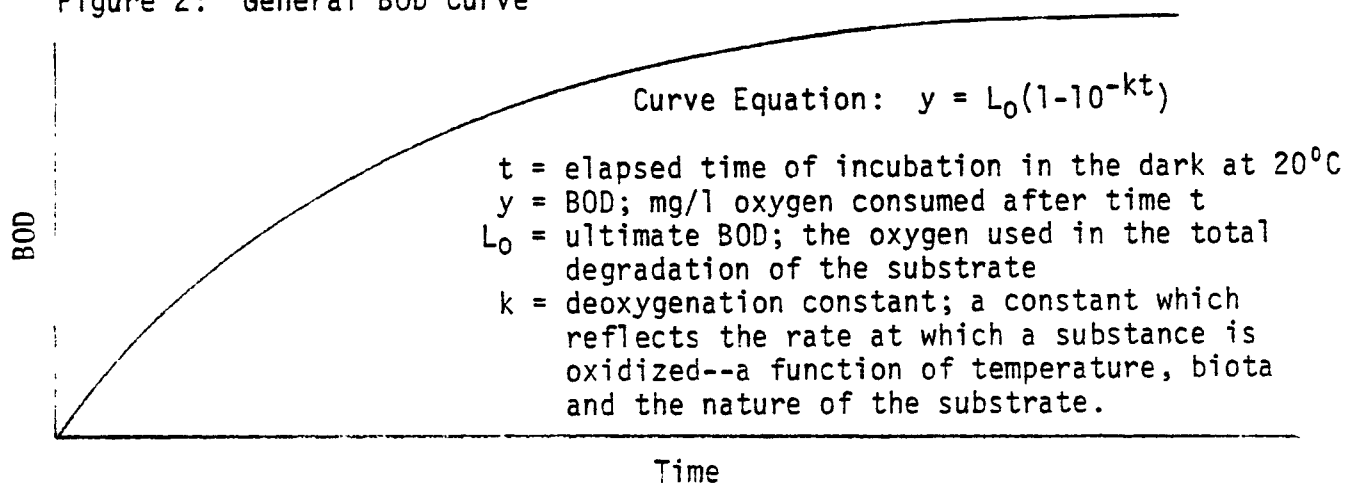 Figure 2: General BOD Curve
Curve Equation: y = L₀(1-10⁻ᵏᵗ)
t = elapsed time of incubation in the dark at 20⁰C
y = BOD; mg/l oxygen consumed after time t
L₀ = ultimate BOD; the oxygen used in the total
degradation of the substrate
k = deoxygenation constant; a constant which
reflects the rate at which a substance is
oxidized--a function of temperature, biota
and the nature of the substrate.
BOD
Time